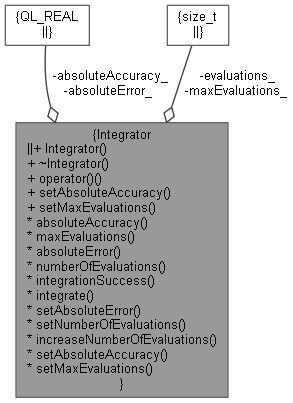 {QL_REAL
||}
{size_t
||}
-absoluteAccuracy_
-absoluteError_
-evaluations_
-maxEvaluations_
{Integrator
||+ Integrator()
+ ~Integrator()
+ operator()()
+ setAbsoluteAccuracy()
+ setMaxEvaluations()
* absoluteAccuracy()
* maxEvaluations()
* absoluteError()
* numberOfEvaluations()
* integrationSuccess()
* integrate()
* setAbsoluteError()
* setNumberOfEvaluations()
* increaseNumberOfEvaluations()
* setAbsoluteAccuracy()
* setMaxEvaluations()
}